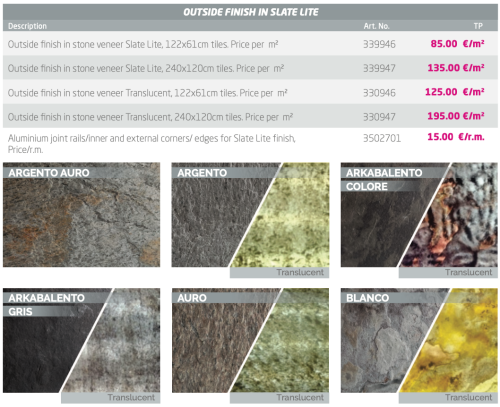 OUTSIDE FINISH IN SLATE LITE
Description Art. No. TP
Outside finish in stone veneer Slate Lite, 122x61cm tiles. Price per m² 339946 85.00 €/m²
Outside finish in stone veneer Slate Lite, 240x120cm tiles. Price per m² 339947 135.00 €/m²
Outside finish in stone veneer Translucent, 122x61cm tiles. Price per m² 330946 125.00 €/m²
Outside finish in stone veneer Translucent, 240x120cm tiles. Price per m² 330947 195.00 €/m²
Aluminium joint rails/inner and external corners/ edges for Slate Lite finish, 3502701 15.00 €/r.m.
Price/r.m.
ARGENTO AURO
ARGENTO
Translucent
ARKABALENTO
COLORE
Translucent
ARKABALENTO
GRIS
Translucent
AURO
Translucent
BLANCO
Translucent